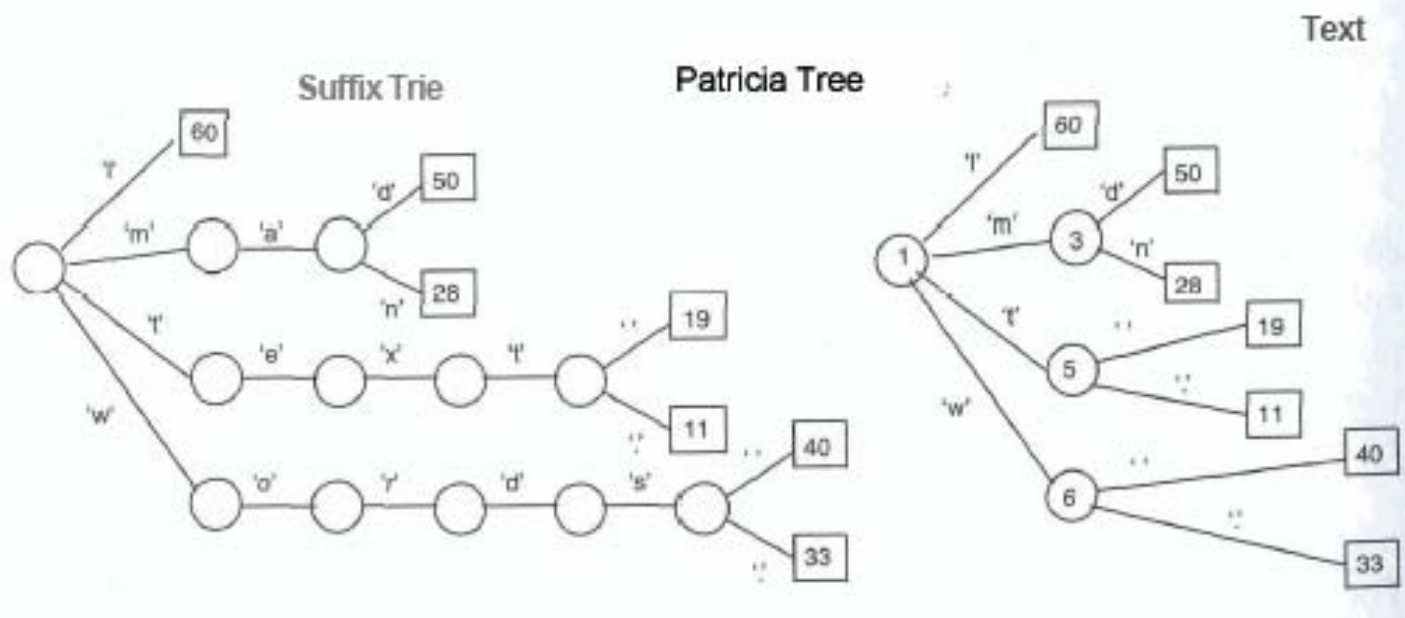 Text
Suffix Trie
Patricia Tree
60
'l'
'd'
50
'm'
'a'
'n'
28
't'
'e'
'x'
't'
' '
19
'.'
11
'w'
'o'
'r'
'd'
's'
' '
40
'.'
33
60
'l'
'd'
50
1
'm'
3
'n'
28
't'
5
' '
19
'.'
11
'w'
6
' '
40
'.'
33